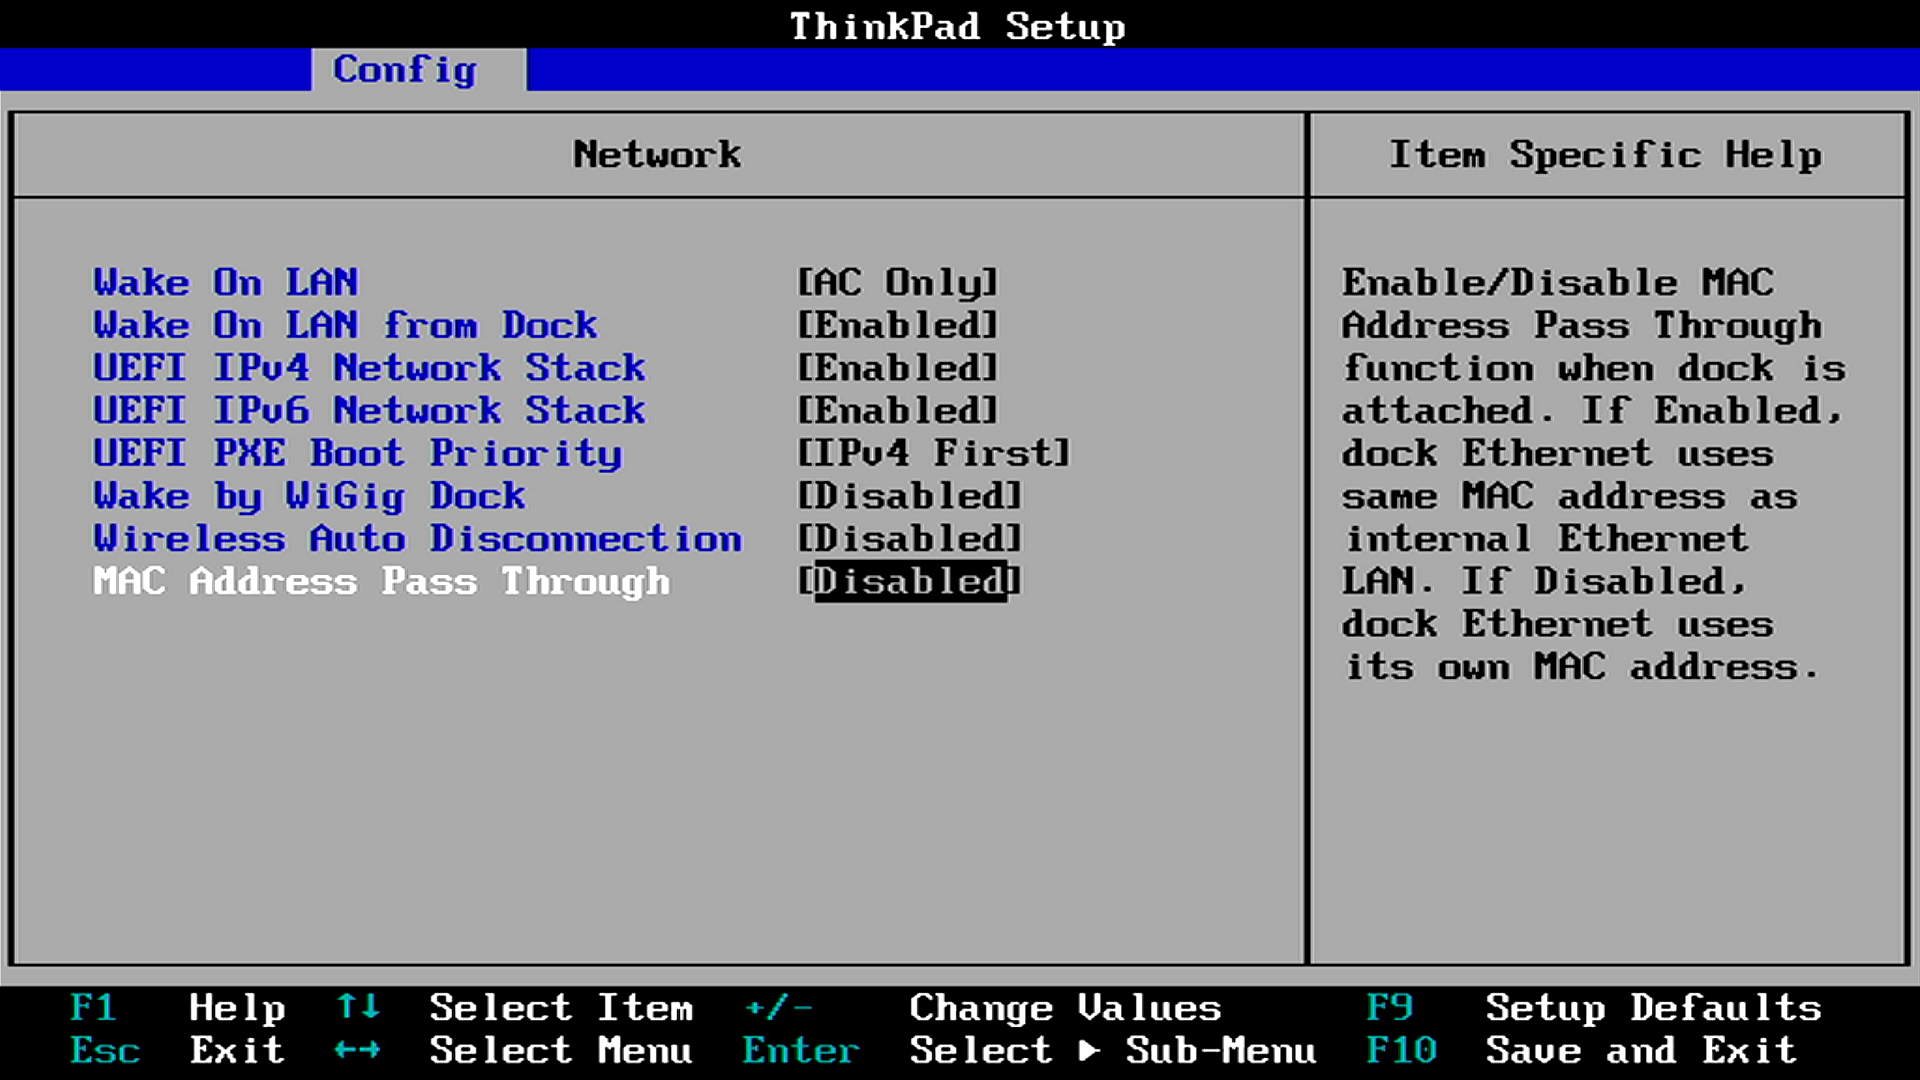 ThinkPad Setup
Config
Network
Item Specific Help
Wake On LAN [AC Only]
Wake On LAN from Dock [Enabled]
UEFI IPv4 Network Stack [Enabled]
UEFI IPv6 Network Stack [Enabled]
UEFI PXE Boot Priority [IPv4 First]
Wake by WiGig Dock [Disabled]
Wireless Auto Disconnection [Disabled]
MAC Address Pass Through [Disabled]
Enable/Disable MAC
Address Pass Through
function when dock is
attached. If Enabled,
dock Ethernet uses
same MAC address as
internal Ethernet
LAN. If Disabled,
dock Ethernet uses
its own MAC address.
F1 Help ↑↓ Select Item +/- Change Values F9 Setup Defaults
Esc Exit ←→ Select Menu Enter Select ▶ Sub-Menu F10 Save and Exit